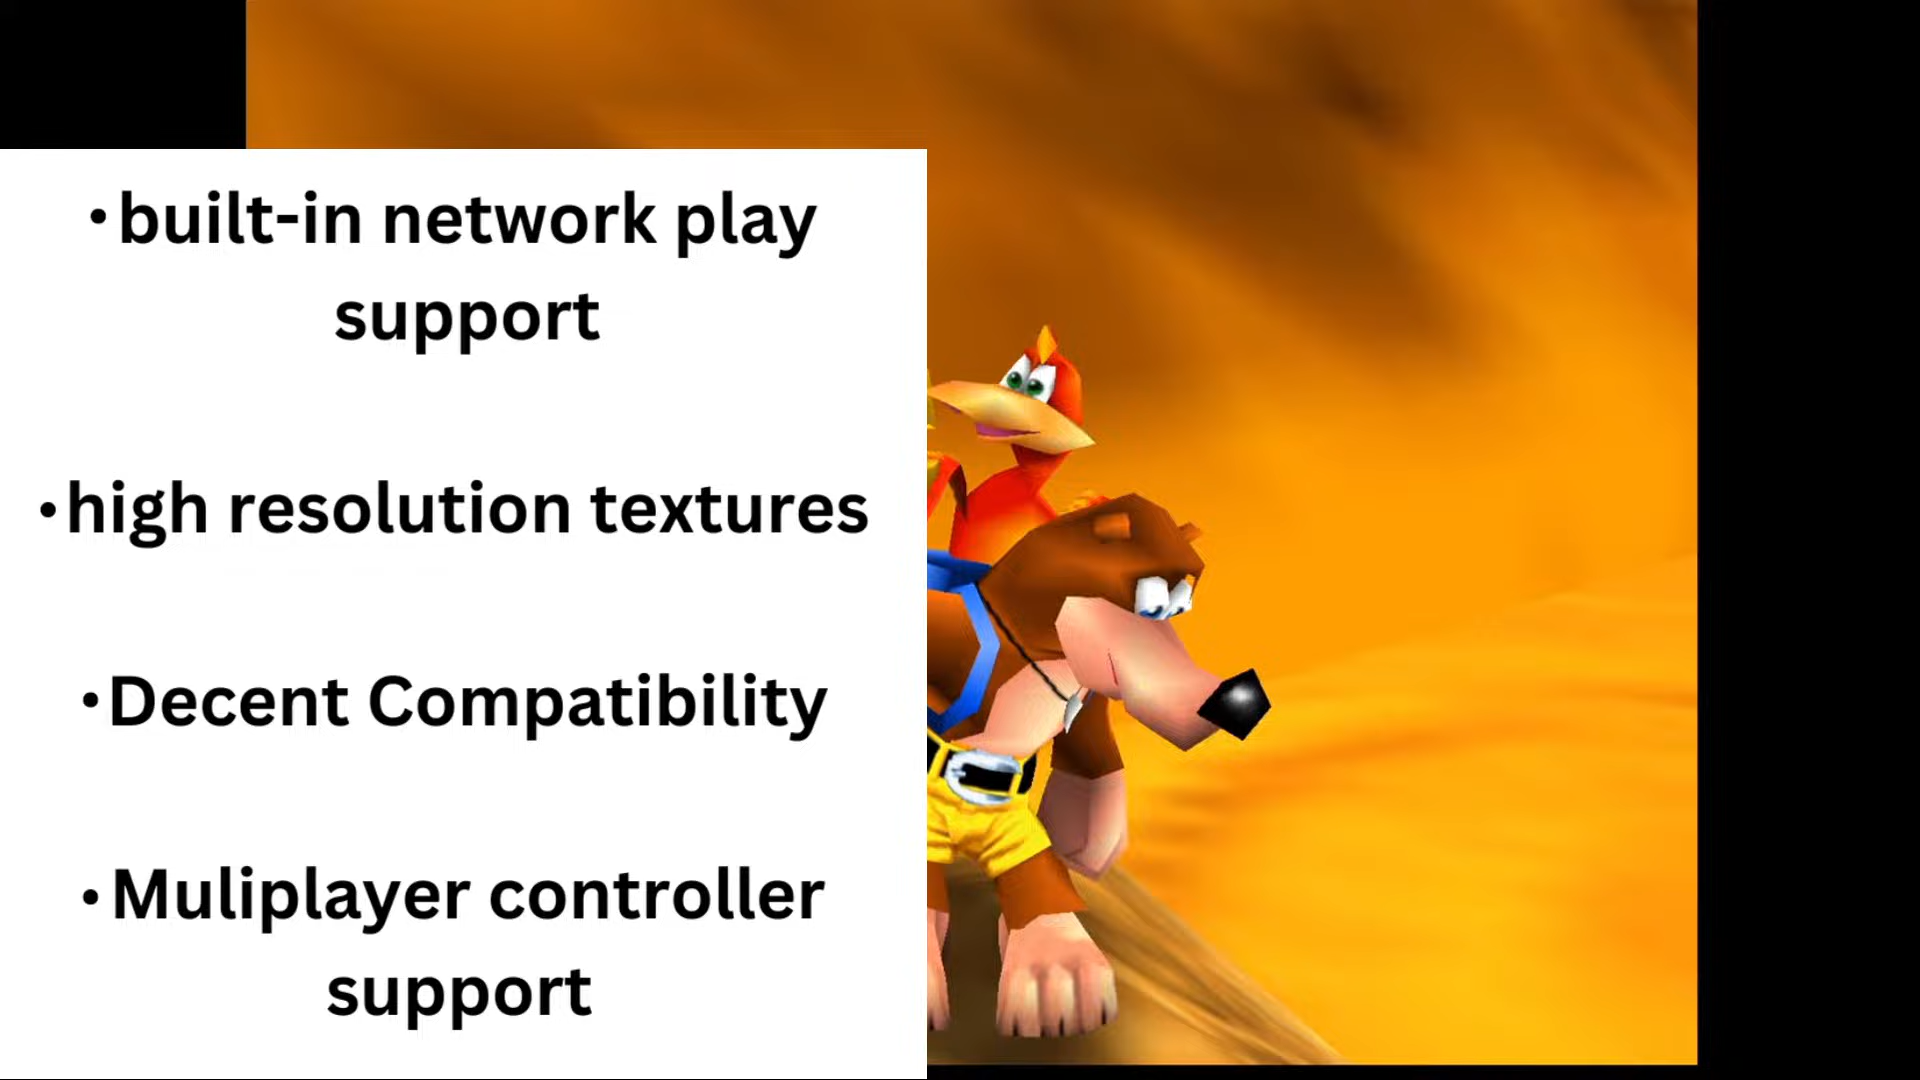 •built-in network play
support
•high resolution textures
•Decent Compatibility
•Muliplayer controller
support